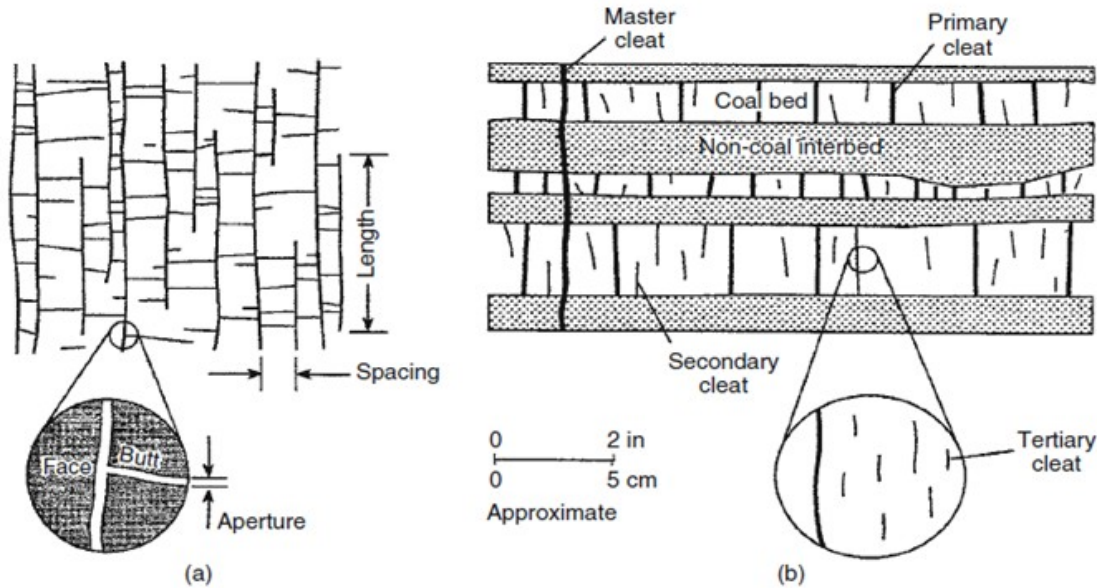 Master
cleat
Primary
cleat
Coal bed
Non-coal interbed
Length
Spacing
Secondary
cleat
Face
Butt
Aperture
0 2 in
0 5 cm
Approximate
Tertiary
cleat
(a)
(b)